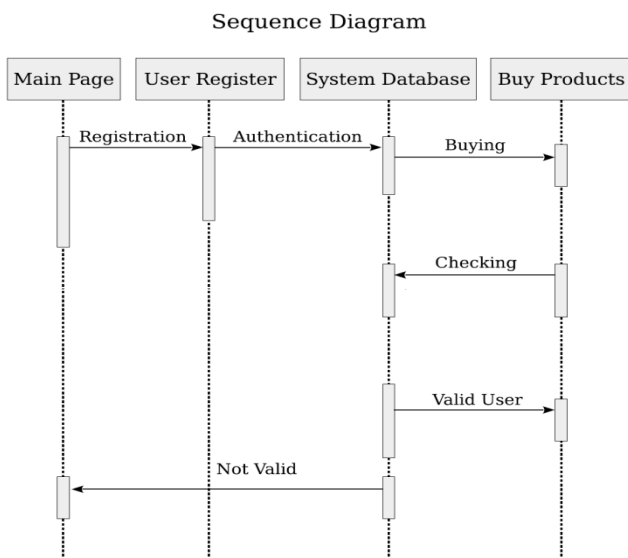 Sequence Diagram
Main Page
User Register
System Database
Buy Products
Registration
Authentication
Buying
Checking
Valid User
Not Valid